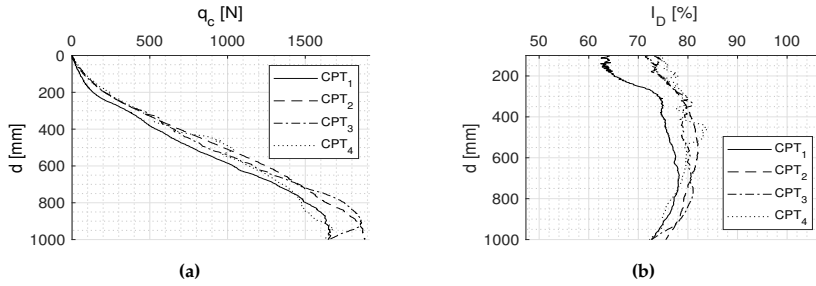 q_c [N]
0 500 1000 1500
0
200
400
600
800
1000
d [mm]
CPT_1
CPT_2
CPT_3
CPT_4
(a)
I_D [%]
50 60 70 80 90 100
200
400
600
800
1000
d [mm]
CPT_1
CPT_2
CPT_3
CPT_4
(b)